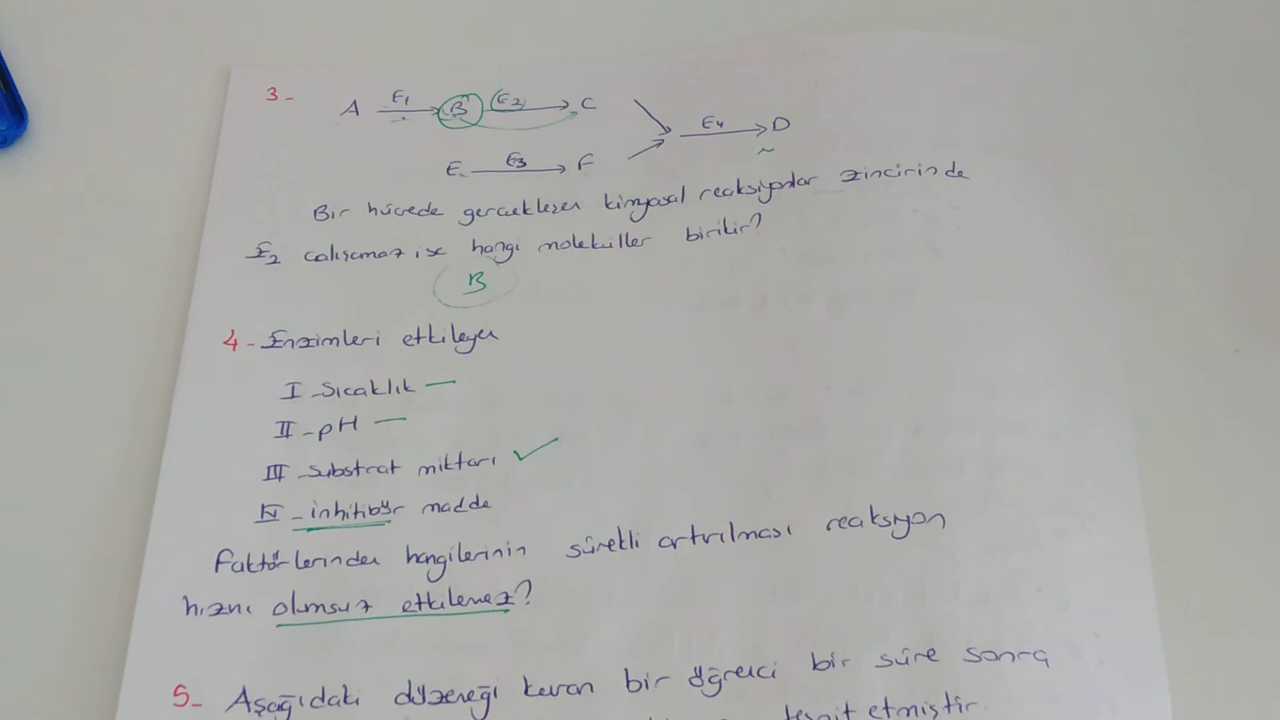 3- A E1 B E2 C
E4 D
E E3 F
Bir hücrede gerçekleşen kimyasal reaksiyonlar zincirinde
E2 çalışamaz ise hangi moleküller birikir?
B
4- Enzimleri etkileyen
I - Sıcaklık
II - pH
III - Substrat miktarı
IV - inhibitör madde
faktörlerinden hangilerinin sürekli artırılması reaksiyon
hızını olumsuz etkilemez?
5- Aşağıdaki düzeneği kuran bir öğrenci bir süre sonra
tespit etmiştir.